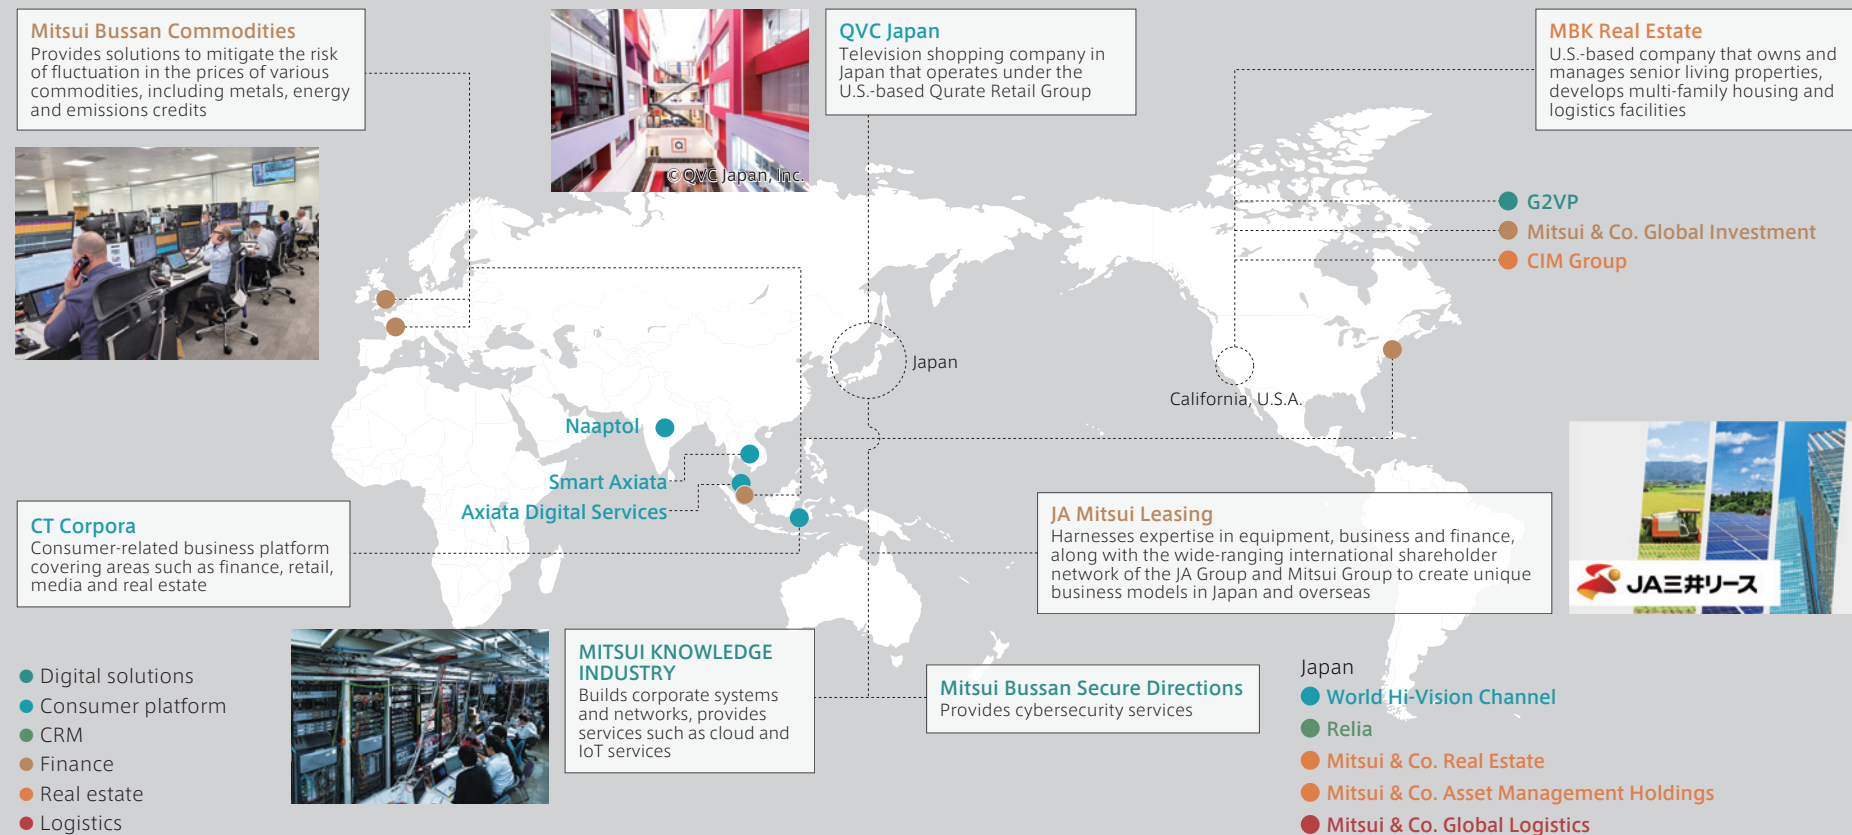 Mitsui Bussan Commodities
Provides solutions to mitigate the risk
of fluctuation in the prices of various
commodities, including metals, energy
and emissions credits
©QVC Japan, Inc.
QVC Japan
Television shopping company in
Japan that operates under the
U.S.-based Qurate Retail Group
MBK Real Estate
U.S.-based company that owns and
manages senior living properties,
develops multi-family housing and
logistics facilities
G2VP
Mitsui & Co. Global Investment
CIM Group
Japan
California, U.S.A.
Naaptol
Smart Axiata
Axiata Digital Services
CT Corpora
Consumer-related business platform
covering areas such as finance, retail,
media and real estate
JA Mitsui Leasing
Harnesses expertise in equipment, business and finance,
along with the wide-ranging international shareholder
network of the JA Group and Mitsui Group to create unique
business models in Japan and overseas
JA三井リース
MITSUI KNOWLEDGE
INDUSTRY
Builds corporate systems
and networks, provides
services such as cloud and
IoT services
Mitsui Bussan Secure Directions
Provides cybersecurity services
Digital solutions
Consumer platform
CRM
Finance
Real estate
Logistics
Japan
World Hi-Vision Channel
Relia
Mitsui & Co. Real Estate
Mitsui & Co. Asset Management Holdings
Mitsui & Co. Global Logistics